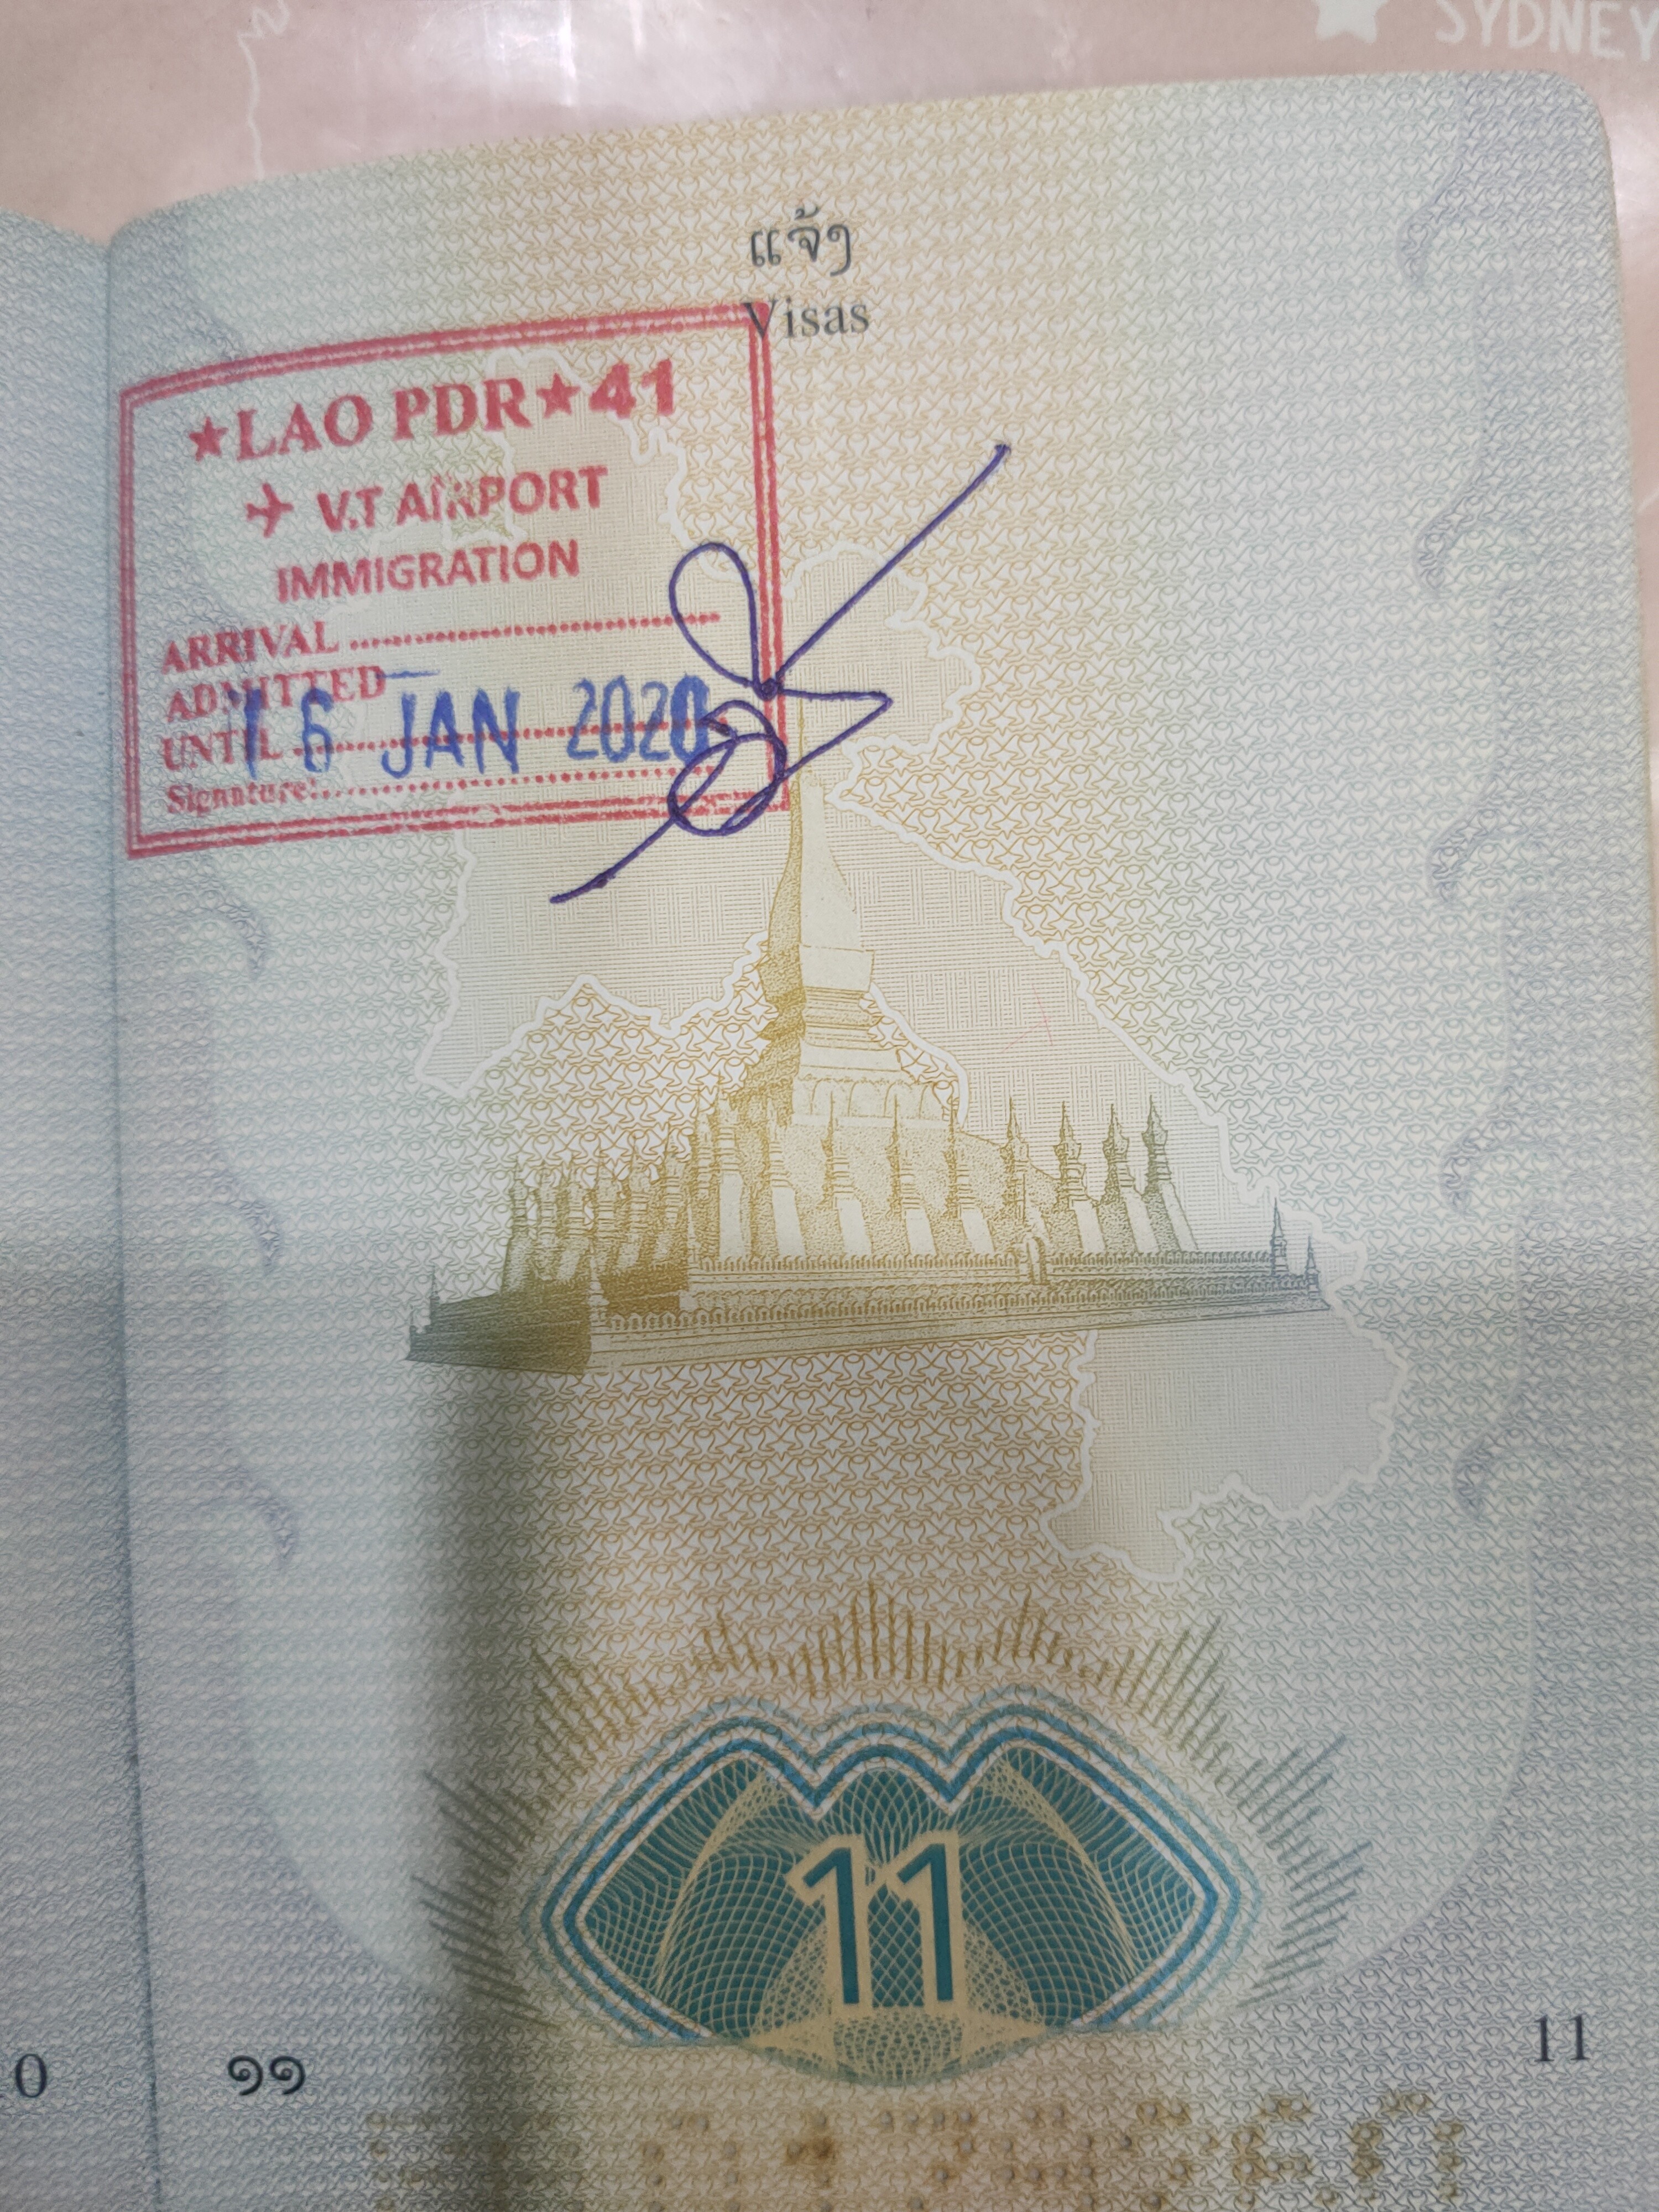 SYDNEY
ແຈ້ງ
Visas
★LAO PDR★41
✈ V.T AIRPORT
IMMIGRATION
ARRIVAL ........................
ADMITTED
UNTIL ........................
16 JAN 2020
Signature:........................
11
0
໑໑
11